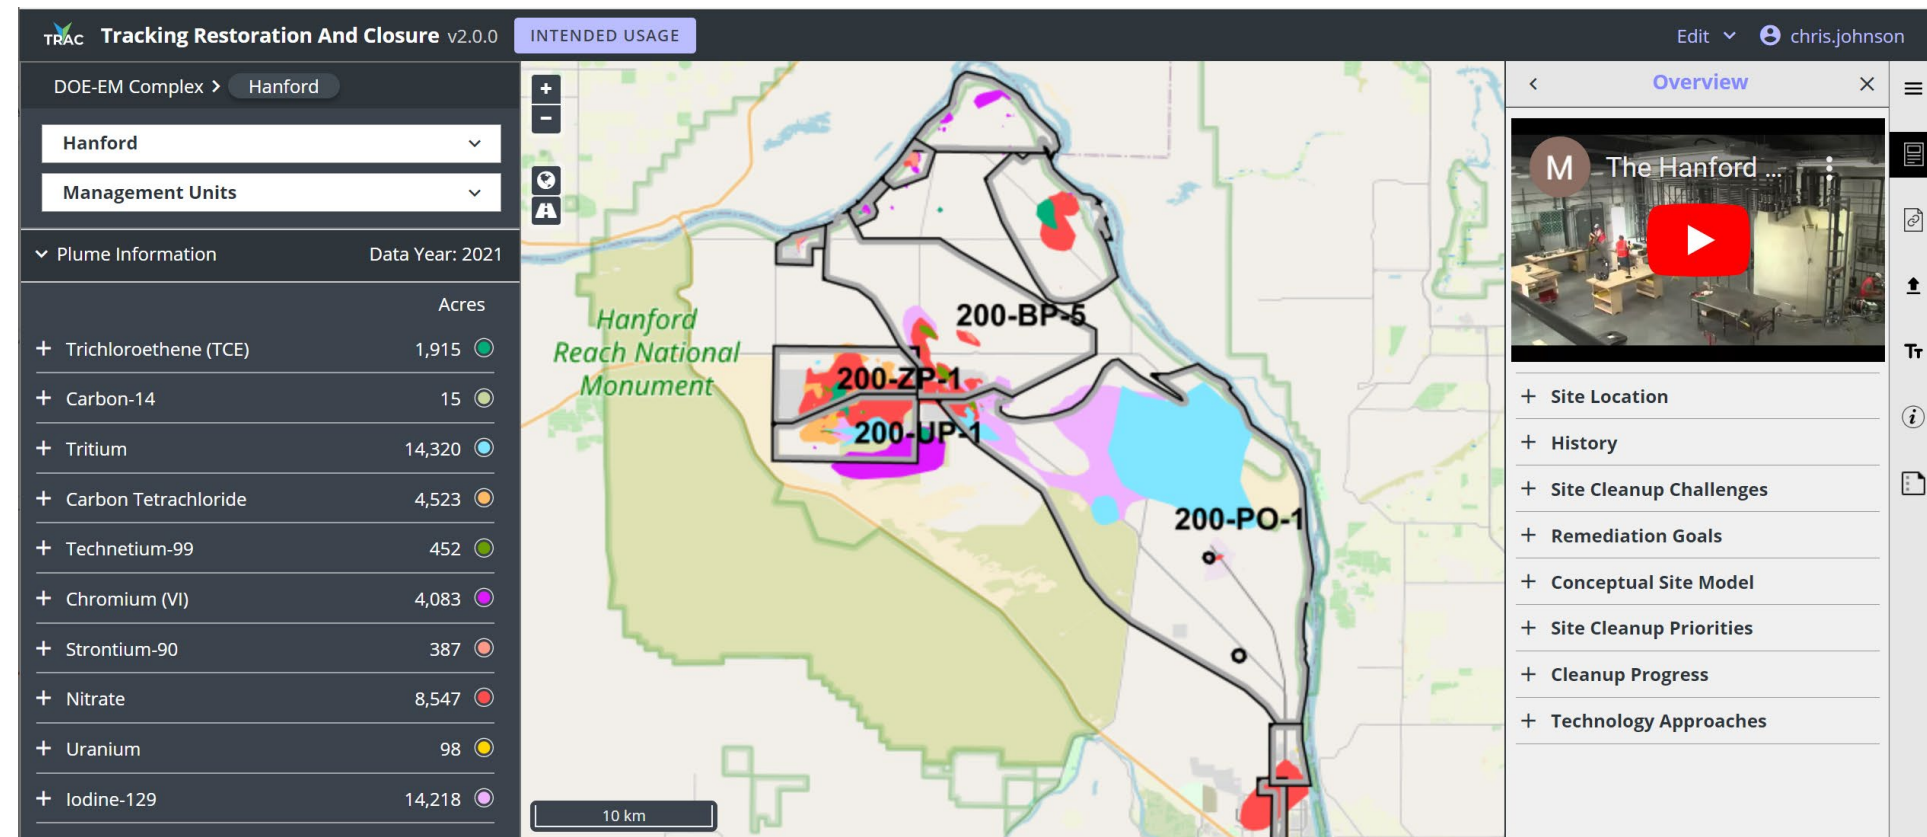 TRAC Tracking Restoration And Closure v2.0.0 INTENDED USAGE Edit chris.johnson
DOE-EM Complex > Hanford
Hanford
Management Units
Plume Information Data Year: 2021
Acres
+ Trichloroethene (TCE) 1,915
+ Carbon-14 15
+ Tritium 14,320
+ Carbon Tetrachloride 4,523
+ Technetium-99 452
+ Chromium (VI) 4,083
+ Strontium-90 387
+ Nitrate 8,547
+ Uranium 98
+ Iodine-129 14,218
+
−
Hanford
Reach National
Monument
200-BP-5
200-ZP-1
200-UP-1
200-PO-1
10 km
Overview
M The Hanford ...
+ Site Location
+ History
+ Site Cleanup Challenges
+ Remediation Goals
+ Conceptual Site Model
+ Site Cleanup Priorities
+ Cleanup Progress
+ Technology Approaches
TT
i